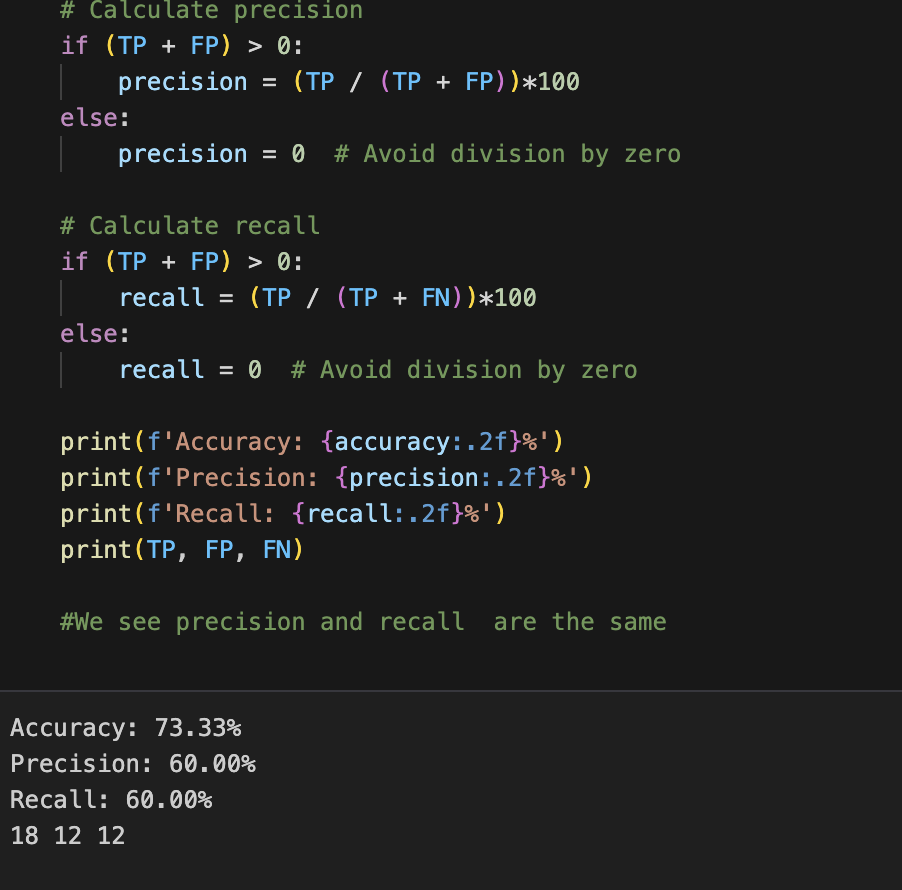 # Calculate precision
if (TP + FP) > 0:
    precision = (TP / (TP + FP))*100
else:
    precision = 0  # Avoid division by zero

# Calculate recall
if (TP + FP) > 0:
    recall = (TP / (TP + FN))*100
else:
    recall = 0  # Avoid division by zero

print(f'Accuracy: {accuracy:.2f}%')
print(f'Precision: {precision:.2f}%')
print(f'Recall: {recall:.2f}%')
print(TP, FP, FN)

#We see precision and recall  are the same

Accuracy: 73.33%
Precision: 60.00%
Recall: 60.00%
18 12 12